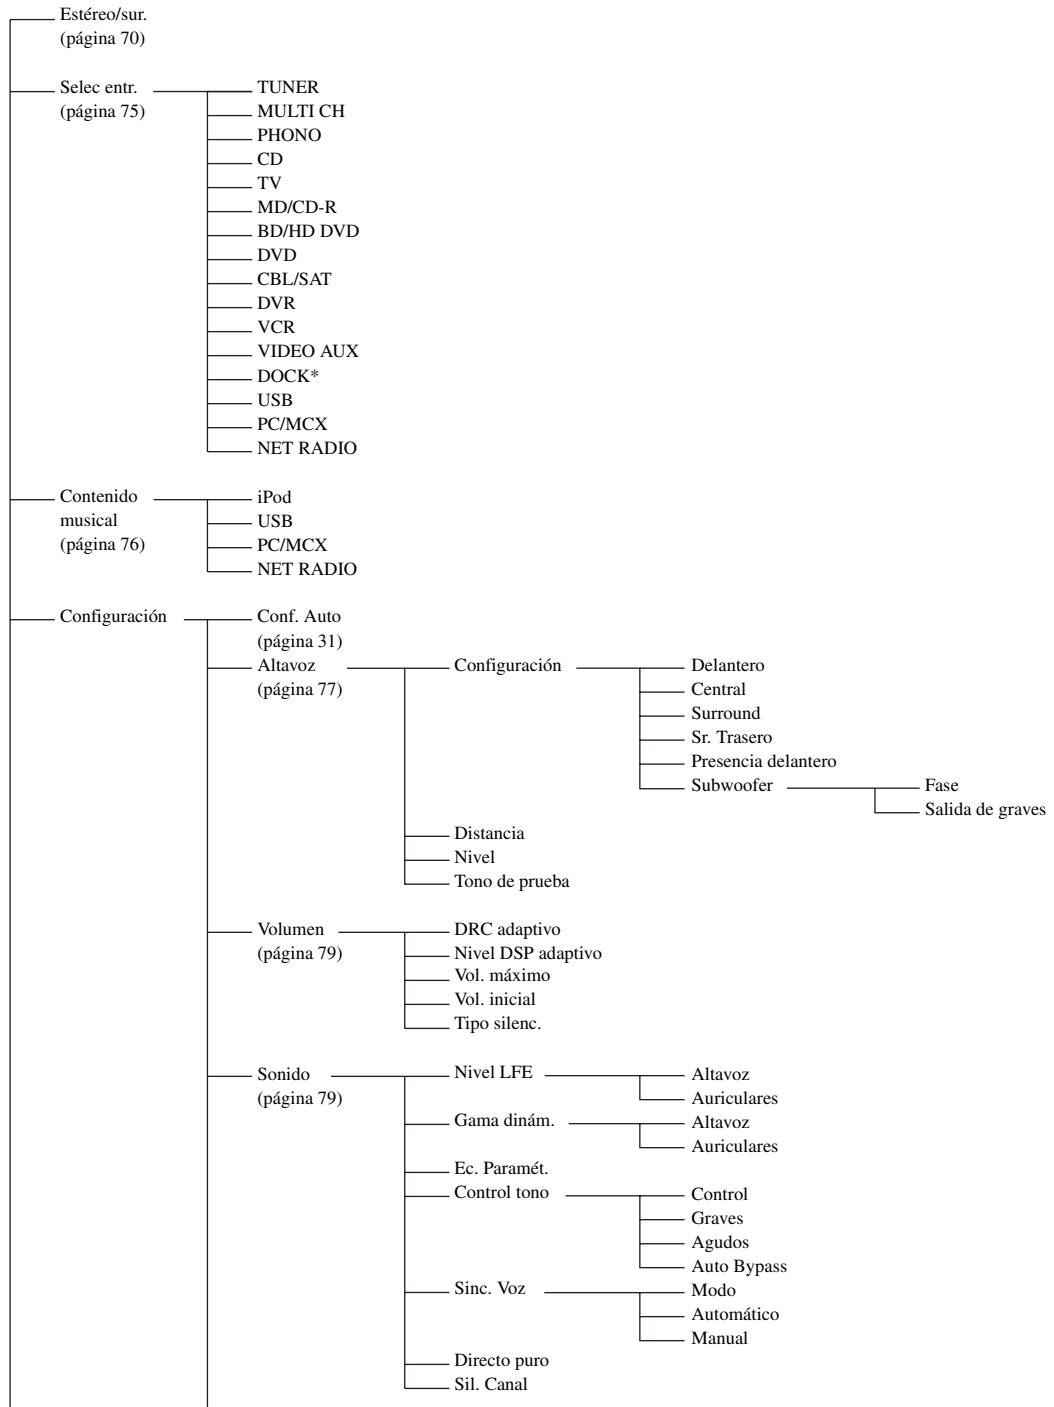 Estéreo/sur.
(página 70)
Selec entr.
(página 75)
TUNER
MULTI CH
PHONO
CD
TV
MD/CD-R
BD/HD DVD
DVD
CBL/SAT
DVR
VCR
VIDEO AUX
DOCK*
USB
PC/MCX
NET RADIO
Contenido
musical
(página 76)
iPod
USB
PC/MCX
NET RADIO
Configuración
Conf. Auto
(página 31)
Altavoz
(página 77)
Configuración
Delantero
Central
Surround
Sr. Trasero
Presencia delantero
Subwoofer
Fase
Salida de graves
Distancia
Nivel
Tono de prueba
Volumen
(página 79)
DRC adaptivo
Nivel DSP adaptivo
Vol. máximo
Vol. inicial
Tipo silenc.
Sonido
(página 79)
Nivel LFE
Altavoz
Auriculares
Gama dinám.
Altavoz
Auriculares
Ec. Paramét.
Control tono
Control
Graves
Agudos
Auto Bypass
Sinc. Voz
Modo
Automático
Manual
Directo puro
Sil. Canal